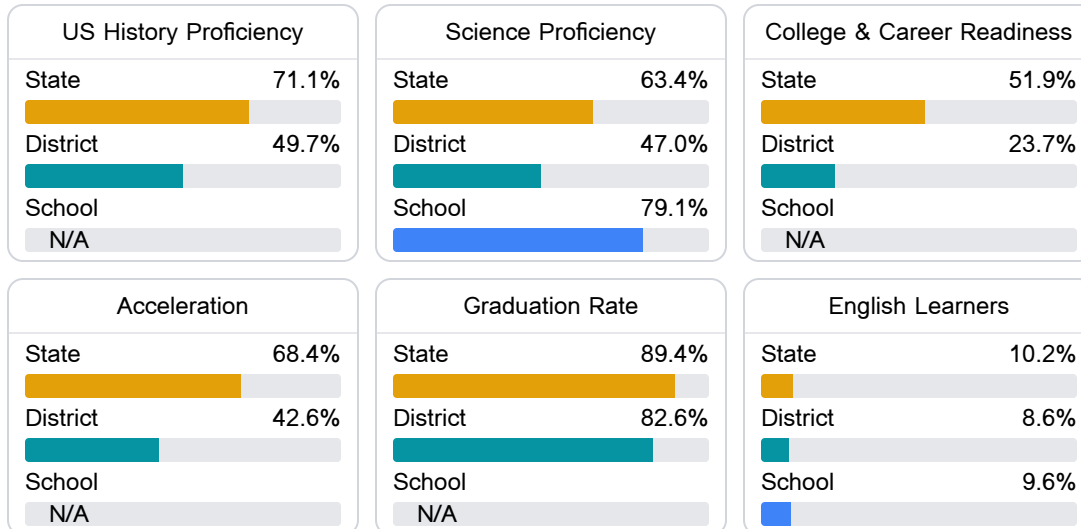 US History Proficiency
State 71.1%
District 49.7%
School
N/A
Science Proficiency
State 63.4%
District 47.0%
School 79.1%
College & Career Readiness
State 51.9%
District 23.7%
School
N/A
Acceleration
State 68.4%
District 42.6%
School
N/A
Graduation Rate
State 89.4%
District 82.6%
School
N/A
English Learners
State 10.2%
District 8.6%
School 9.6%